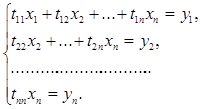 t₁₁x₁ + t₁₂x₂ + ... + t₁ₙxₙ = y₁,
t₂₂x₂ + ... + t₂ₙxₙ = y₂,
..............................
tₙₙxₙ = yₙ.